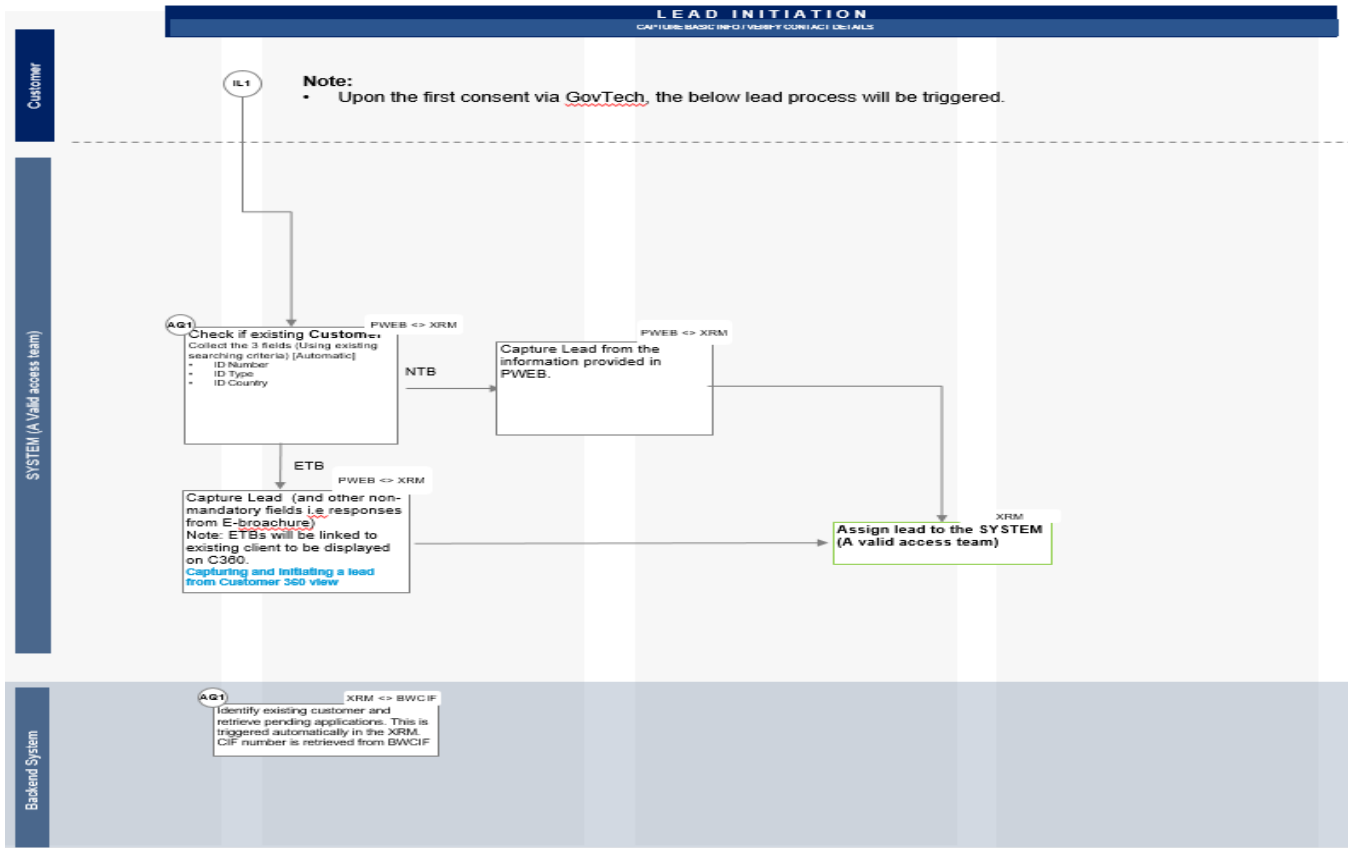 LEAD INITIATION
CAPTURE BASIC INFO / VERIFY CONTACT DETAILS
Customer
IL1
Note:
• Upon the first consent via GovTech, the below lead process will be triggered.
SYSTEM (A Valid access team)
AQ1
PWEB <> XRM
Check if existing Customer
Collect the 3 fields (Using existing
searching criteria) [Automatic]
• ID Number
• ID Type
• ID Country
NTB
PWEB <> XRM
Capture Lead from the
information provided in
PWEB.
ETB
PWEB <> XRM
Capture Lead (and other non-
mandatory fields i.e responses
from E-broachure)
Note: ETBs will be linked to
existing client to be displayed
on C360.
Capturing and initiating a lead
from Customer 360 view
XRM
Assign lead to the SYSTEM
(A valid access team)
Backend System
AQ1
XRM <> BWCIF
Identify existing customer and
retrieve pending applications. This is
triggered automatically in the XRM.
CIF number is retrieved from BWCIF